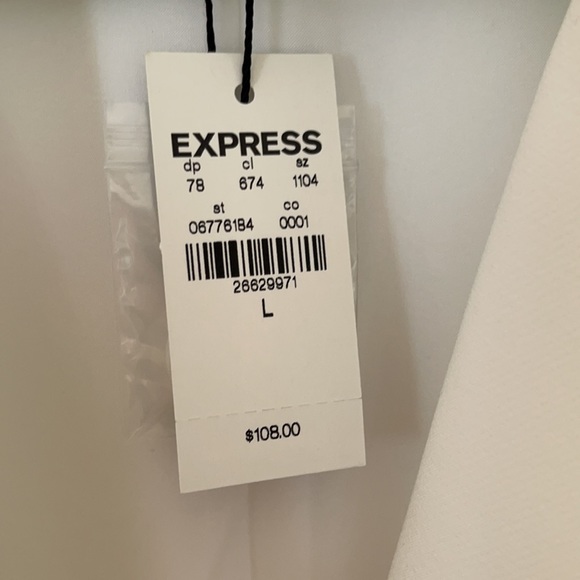 EXPRESS
dp cl sz
78 674 1104
st co
06776184 0001
26629971
L
$108.00